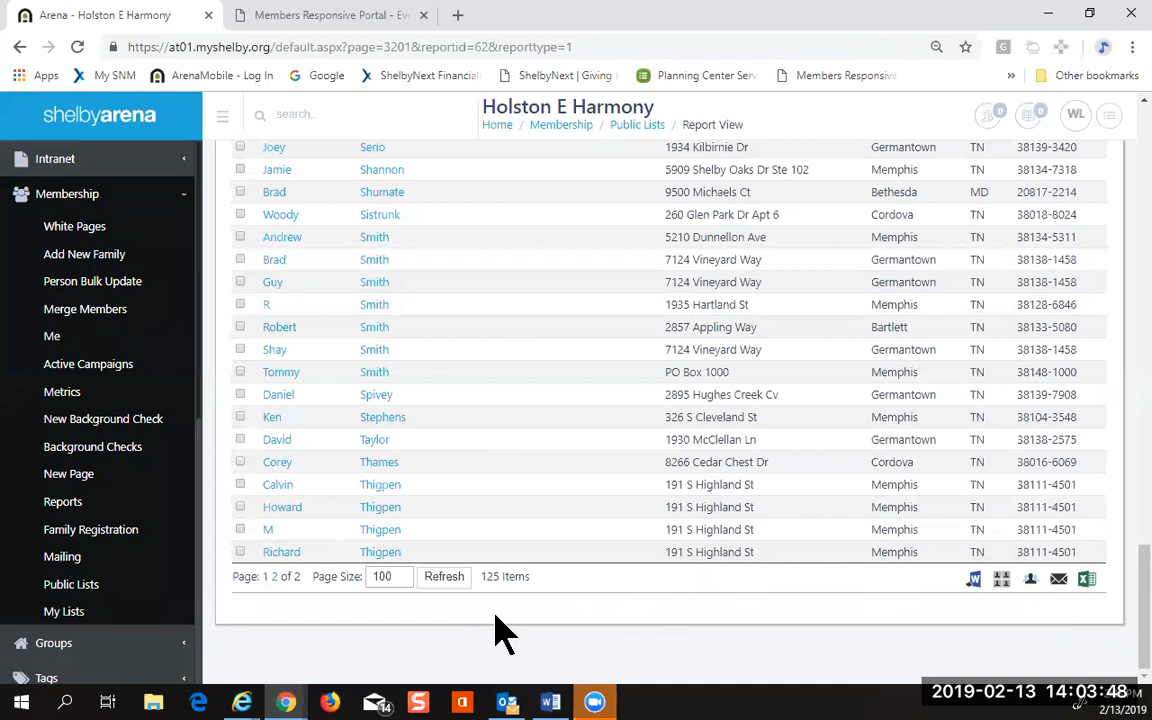 Arena - Holston E Harmony
Members Responsive Portal - Ev
https://at01.myshelby.org/default.aspx?page=3201&reportid=62&reporttype=1
Apps My SNM ArenaMobile - Log In Google ShelbyNext Financial ShelbyNext | Giving Planning Center Serv Members Responsive » Other bookmarks
shelbyarena search... Holston E Harmony 0 0 WL
Home / Membership / Public Lists / Report View
Intranet
Membership
White Pages
Add New Family
Person Bulk Update
Merge Members
Me
Active Campaigns
Metrics
New Background Check
Background Checks
New Page
Reports
Family Registration
Mailing
Public Lists
My Lists
Groups
Tags
Joey Serio 1934 Kilbirnie Dr Germantown TN 38139-3420
Jamie Shannon 5909 Shelby Oaks Dr Ste 102 Memphis TN 38134-7318
Brad Shumate 9500 Michaels Ct Bethesda MD 20817-2214
Woody Sistrunk 260 Glen Park Dr Apt 6 Cordova TN 38018-8024
Andrew Smith 5210 Dunnellon Ave Memphis TN 38134-5311
Brad Smith 7124 Vineyard Way Germantown TN 38138-1458
Guy Smith 7124 Vineyard Way Germantown TN 38138-1458
R Smith 1935 Hartland St Memphis TN 38128-6846
Robert Smith 2857 Appling Way Bartlett TN 38133-5080
Shay Smith 7124 Vineyard Way Germantown TN 38138-1458
Tommy Smith PO Box 1000 Memphis TN 38148-1000
Daniel Spivey 2895 Hughes Creek Cv Germantown TN 38139-7908
Ken Stephens 326 S Cleveland St Memphis TN 38104-3548
David Taylor 1930 McClellan Ln Germantown TN 38138-2575
Corey Thames 8266 Cedar Chest Dr Cordova TN 38016-6069
Calvin Thigpen 191 S Highland St Memphis TN 38111-4501
Howard Thigpen 191 S Highland St Memphis TN 38111-4501
M Thigpen 191 S Highland St Memphis TN 38111-4501
Richard Thigpen 191 S Highland St Memphis TN 38111-4501
Page: 1 2 of 2 Page Size: 100 Refresh 125 Items
14
2019-02-13 14:03:48
2/13/2019